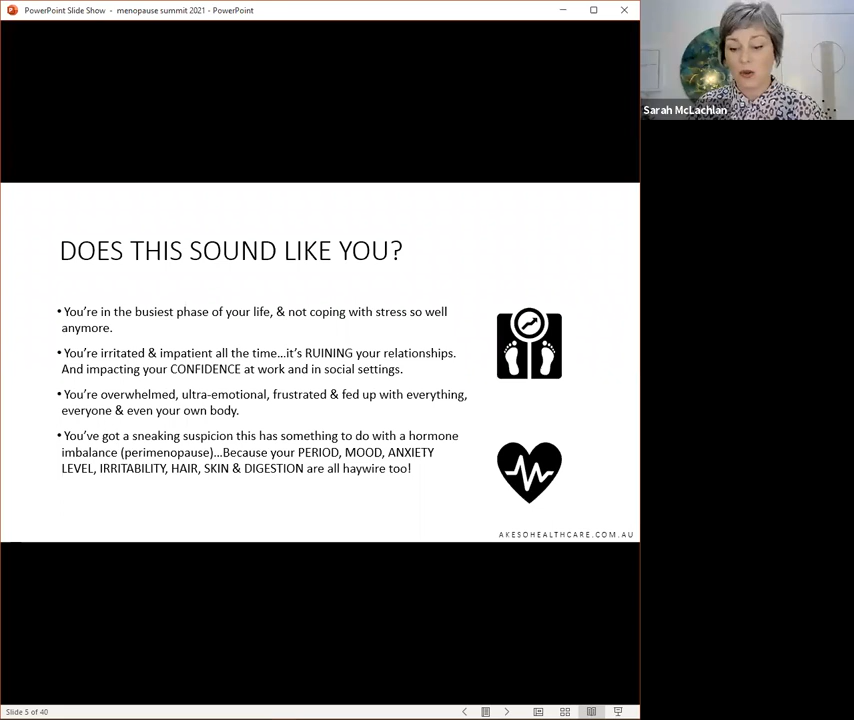 PowerPoint Slide Show - menopause summit 2021 - PowerPoint
Sarah McLachlan
DOES THIS SOUND LIKE YOU?
• You're in the busiest phase of your life, & not coping with stress so well
anymore.
• You're irritated & impatient all the time...it's RUINING your relationships.
And impacting your CONFIDENCE at work and in social settings.
• You're overwhelmed, ultra-emotional, frustrated & fed up with everything,
everyone & even your own body.
• You've got a sneaking suspicion this has something to do with a hormone
imbalance (perimenopause)...Because your PERIOD, MOOD, ANXIETY
LEVEL, IRRITABILITY, HAIR, SKIN & DIGESTION are all haywire too!
AKESOHEALTHCARE.COM.AU
Slide 5 of 40